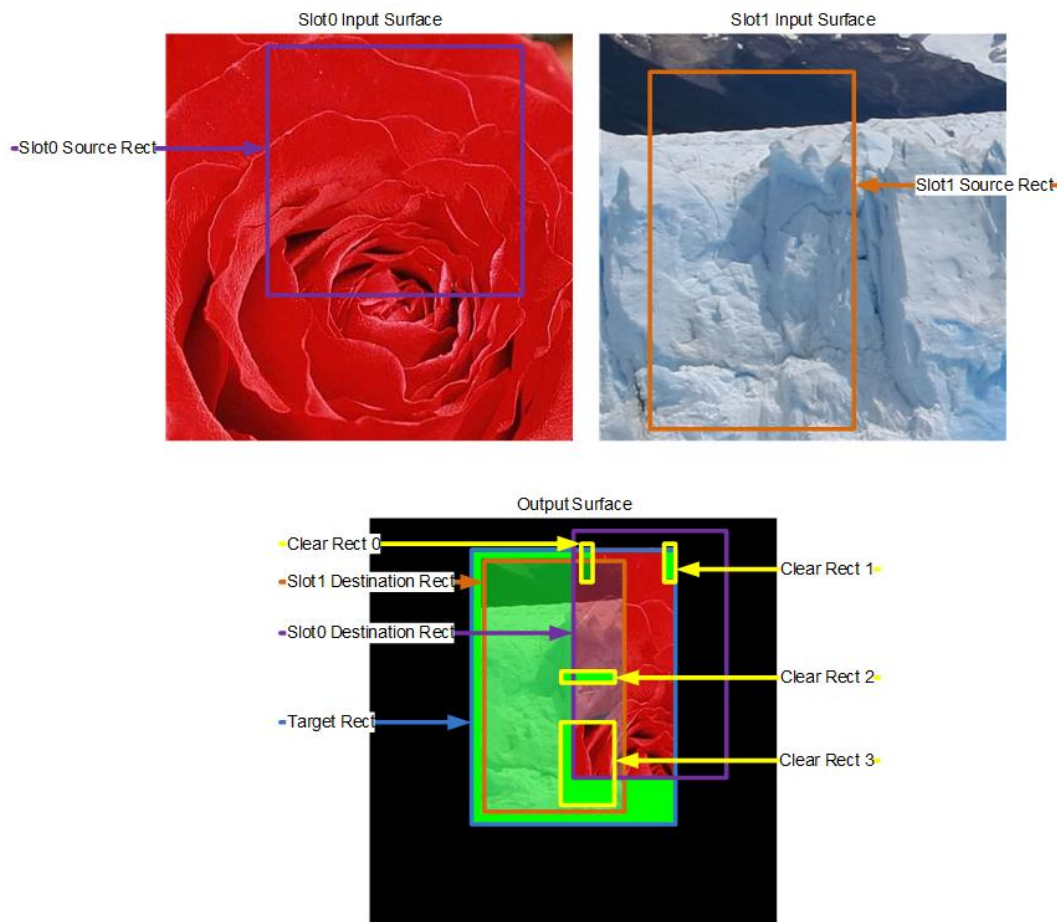 Slot0 Input Surface
Slot1 Input Surface
Slot0 Source Rect
Slot1 Source Rect
Output Surface
Clear Rect 0
Clear Rect 1
Slot1 Destination Rect
Slot0 Destination Rect
Clear Rect 2
Target Rect
Clear Rect 3